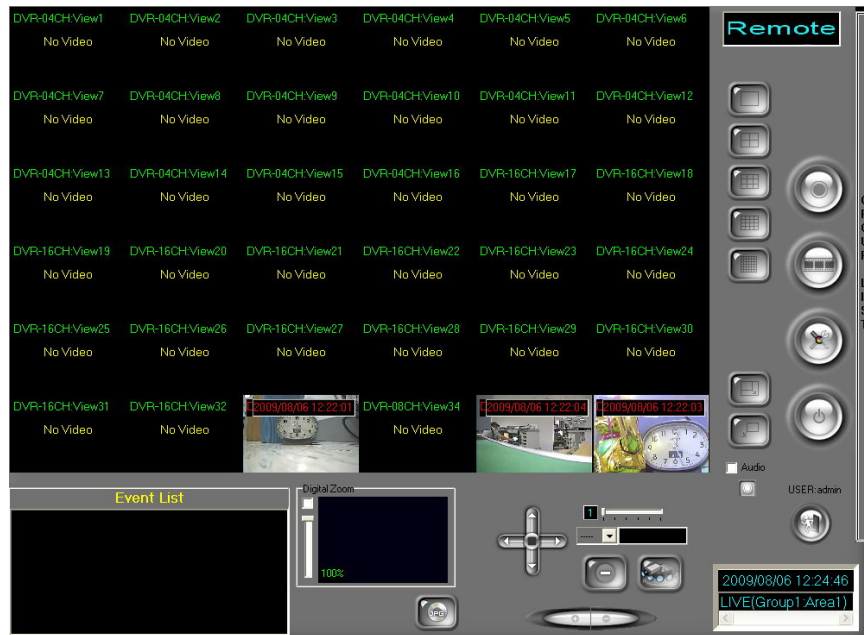 DVR-04CH:View1 DVR-04CH:View2 DVR-04CH:View3 DVR-04CH:View4 DVR-04CH:View5 DVR-04CH:View6
No Video No Video No Video No Video No Video No Video
DVR-04CH:View7 DVR-04CH:View8 DVR-04CH:View9 DVR-04CH:View10 DVR-04CH:View11 DVR-04CH:View12
No Video No Video No Video No Video No Video No Video
DVR-04CH:View13 DVR-04CH:View14 DVR-04CH:View15 DVR-04CH:View16 DVR-16CH:View17 DVR-16CH:View18
No Video No Video No Video No Video No Video No Video
DVR-16CH:View19 DVR-16CH:View20 DVR-16CH:View21 DVR-16CH:View22 DVR-16CH:View23 DVR-16CH:View24
No Video No Video No Video No Video No Video No Video
DVR-16CH:View25 DVR-16CH:View26 DVR-16CH:View27 DVR-16CH:View28 DVR-16CH:View29 DVR-16CH:View30
No Video No Video No Video No Video No Video No Video
DVR-16CH:View31 DVR-16CH:View32 2009/08/06 12:22:01 DVR-08CH:View34 2009/08/06 12:22:04 2009/08/06 12:22:03
No Video No Video No Video
Remote
Audio
USER:admin
Event List
Digital Zoom
100%
1
-----
JPG
2009/08/06 12:24:46
LIVE(Group1:Area1)